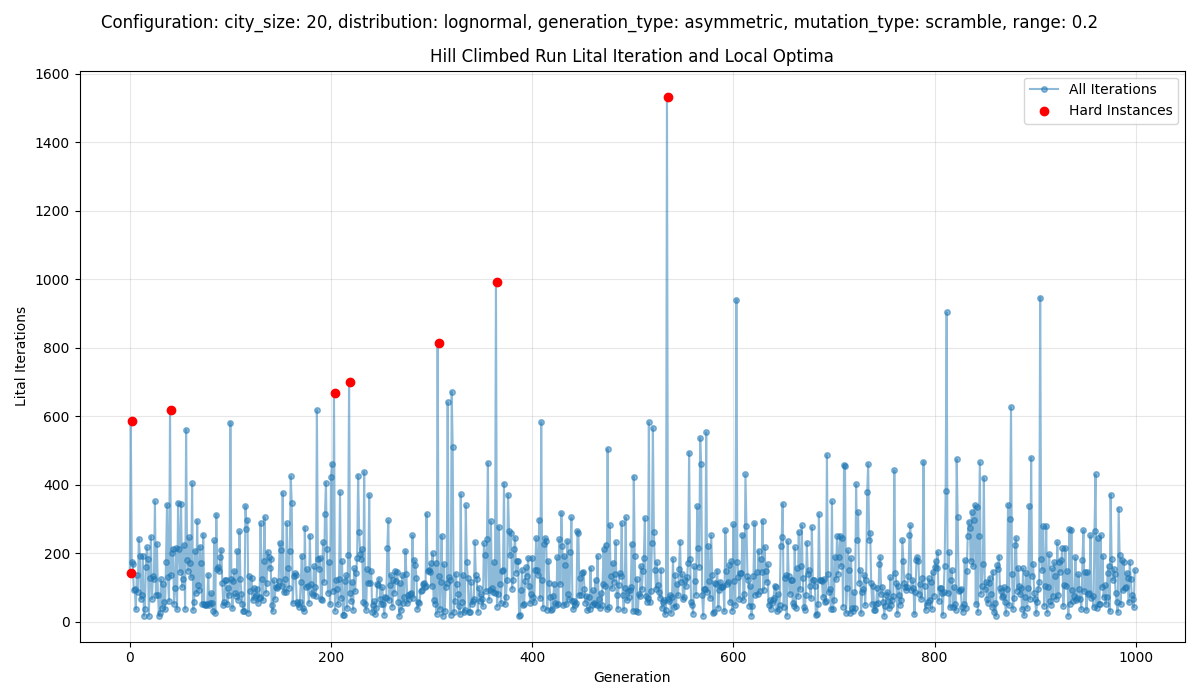 Configuration: city_size: 20, distribution: lognormal, generation_type: asymmetric, mutation_type: scramble, range: 0.2
Hill Climbed Run Lital Iteration and Local Optima
All Iterations
Hard Instances
Lital Iterations
1600
1400
1200
1000
800
600
400
200
0
0 200 400 600 800 1000
Generation